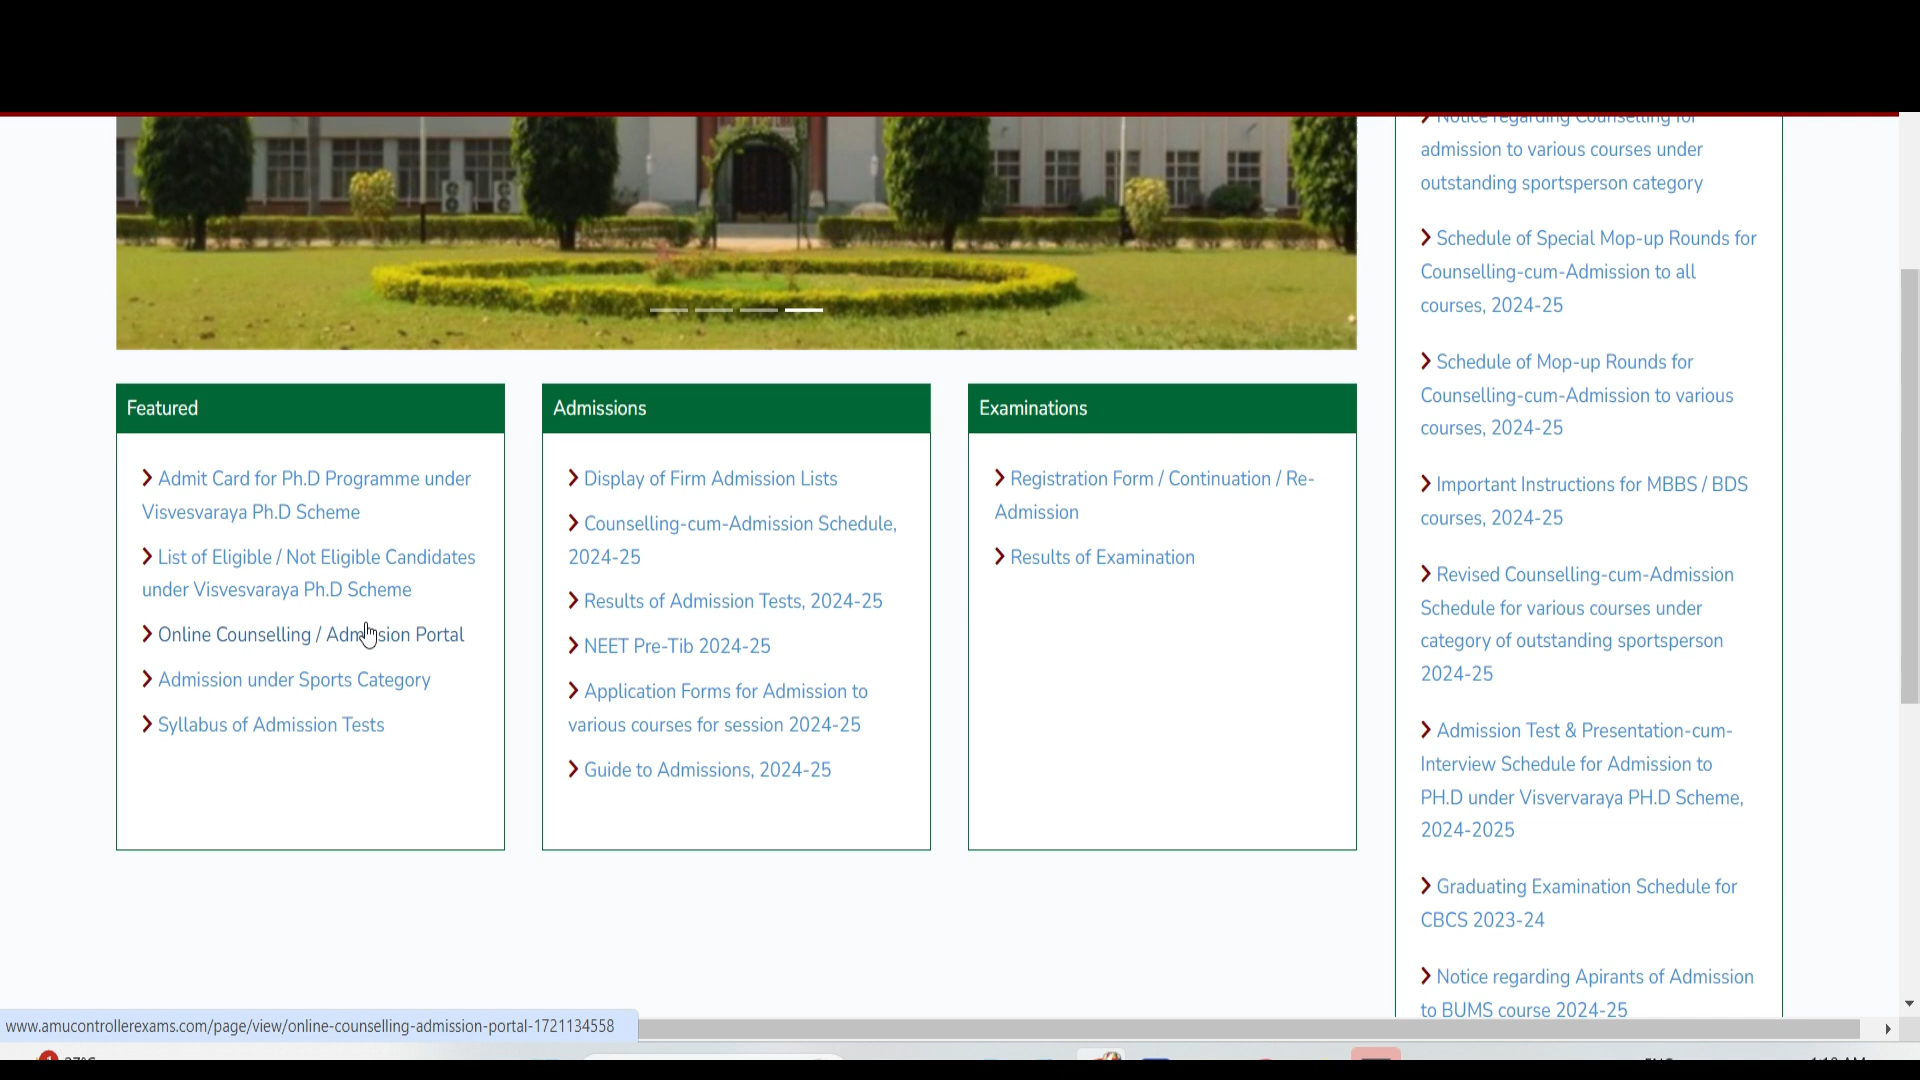 Notice regarding Counselling for
admission to various courses under
outstanding sportsperson category
Schedule of Special Mop-up Rounds for
Counselling-cum-Admission to all
courses, 2024-25
Schedule of Mop-up Rounds for
Counselling-cum-Admission to various
courses, 2024-25
Important Instructions for MBBS / BDS
courses, 2024-25
Revised Counselling-cum-Admission
Schedule for various courses under
category of outstanding sportsperson
2024-25
Admission Test & Presentation-cum-
Interview Schedule for Admission to
PH.D under Visvervaraya PH.D Scheme,
2024-2025
Graduating Examination Schedule for
CBCS 2023-24
Notice regarding Apirants of Admission
to BUMS course 2024-25
Featured
Admit Card for Ph.D Programme under
Visvesvaraya Ph.D Scheme
List of Eligible / Not Eligible Candidates
under Visvesvaraya Ph.D Scheme
Online Counselling / Admission Portal
Admission under Sports Category
Syllabus of Admission Tests
Admissions
Display of Firm Admission Lists
Counselling-cum-Admission Schedule,
2024-25
Results of Admission Tests, 2024-25
NEET Pre-Tib 2024-25
Application Forms for Admission to
various courses for session 2024-25
Guide to Admissions, 2024-25
Examinations
Registration Form / Continuation / Re-
Admission
Results of Examination
www.amucontrollerexams.com/page/view/online-counselling-admission-portal-1721134558